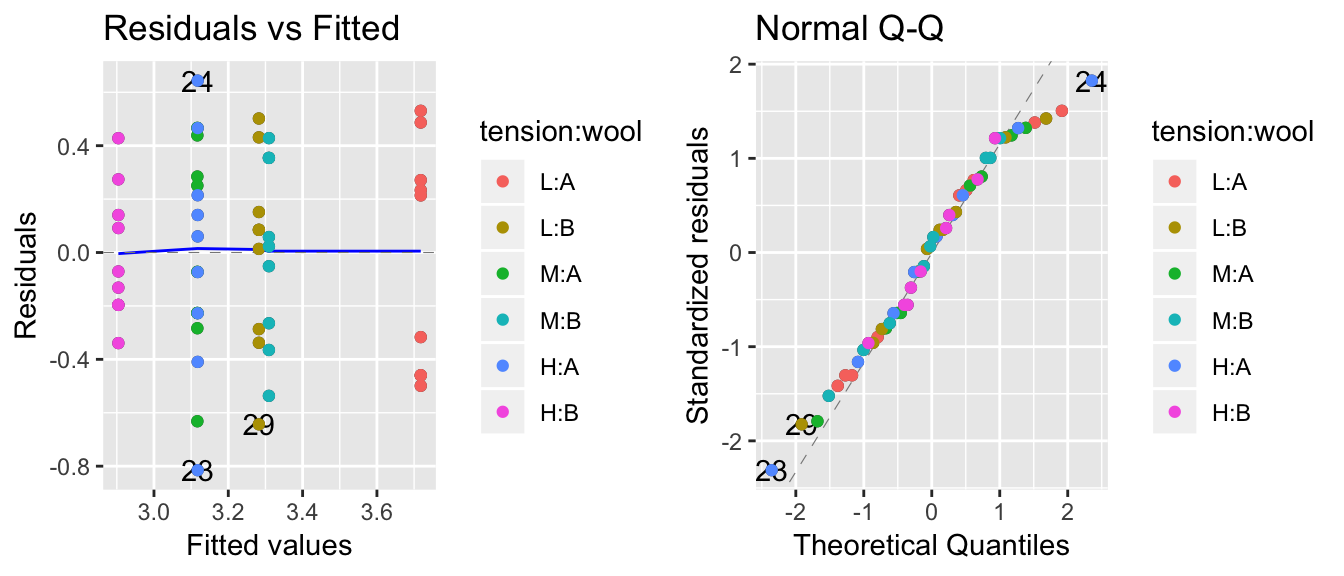 Residuals vs Fitted
Residuals
0.4
0.0
-0.4
-0.8
24
29
23
3.0 3.2 3.4 3.6
Fitted values
tension:wool
L:A
L:B
M:A
M:B
H:A
H:B
Normal Q-Q
Standardized residuals
2
1
0
-1
-2
24
29
23
-2 -1 0 1 2
Theoretical Quantiles
tension:wool
L:A
L:B
M:A
M:B
H:A
H:B